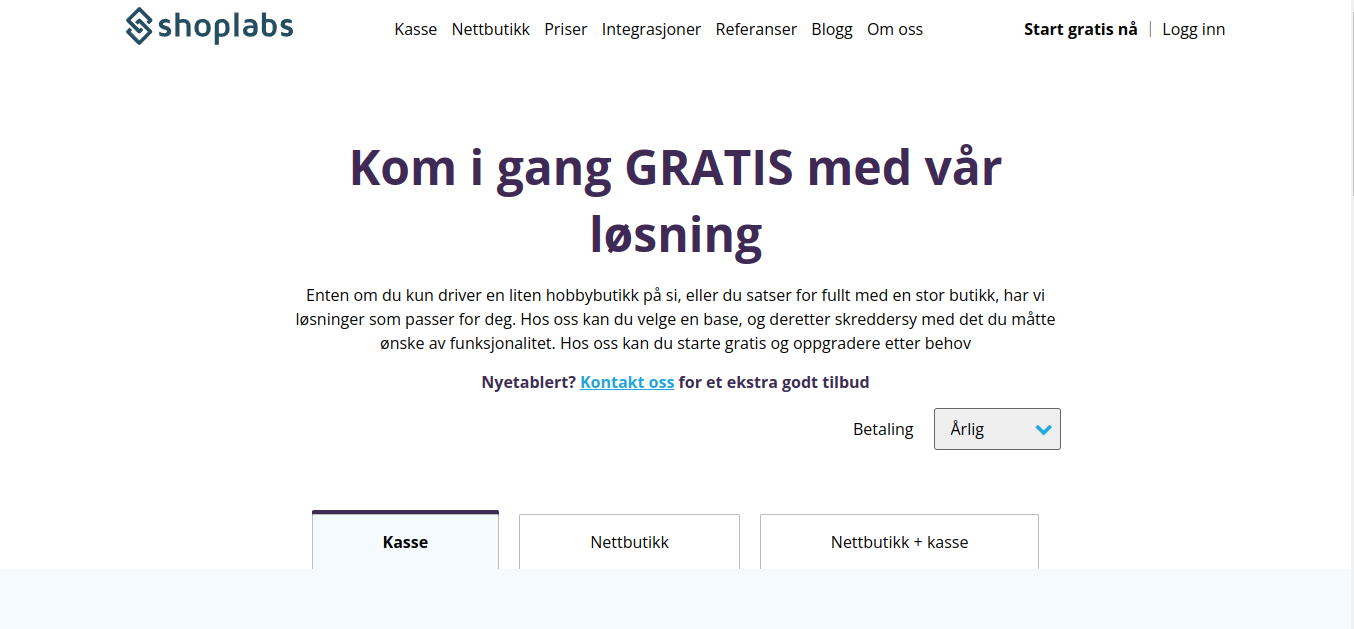 shoplabs
Kasse Nettbutikk Priser Integrasjoner Referanser Blogg Om oss
Start gratis nå | Logg inn
Kom i gang GRATIS med vår
løsning
Enten om du kun driver en liten hobbybutikk på si, eller du satser for fullt med en stor butikk, har vi
løsninger som passer for deg. Hos oss kan du velge en base, og deretter skreddersy med det du måtte
ønske av funksjonalitet. Hos oss kan du starte gratis og oppgradere etter behov
Nyetablert? Kontakt oss for et ekstra godt tilbud
Betaling Årlig
Kasse Nettbutikk Nettbutikk + kasse